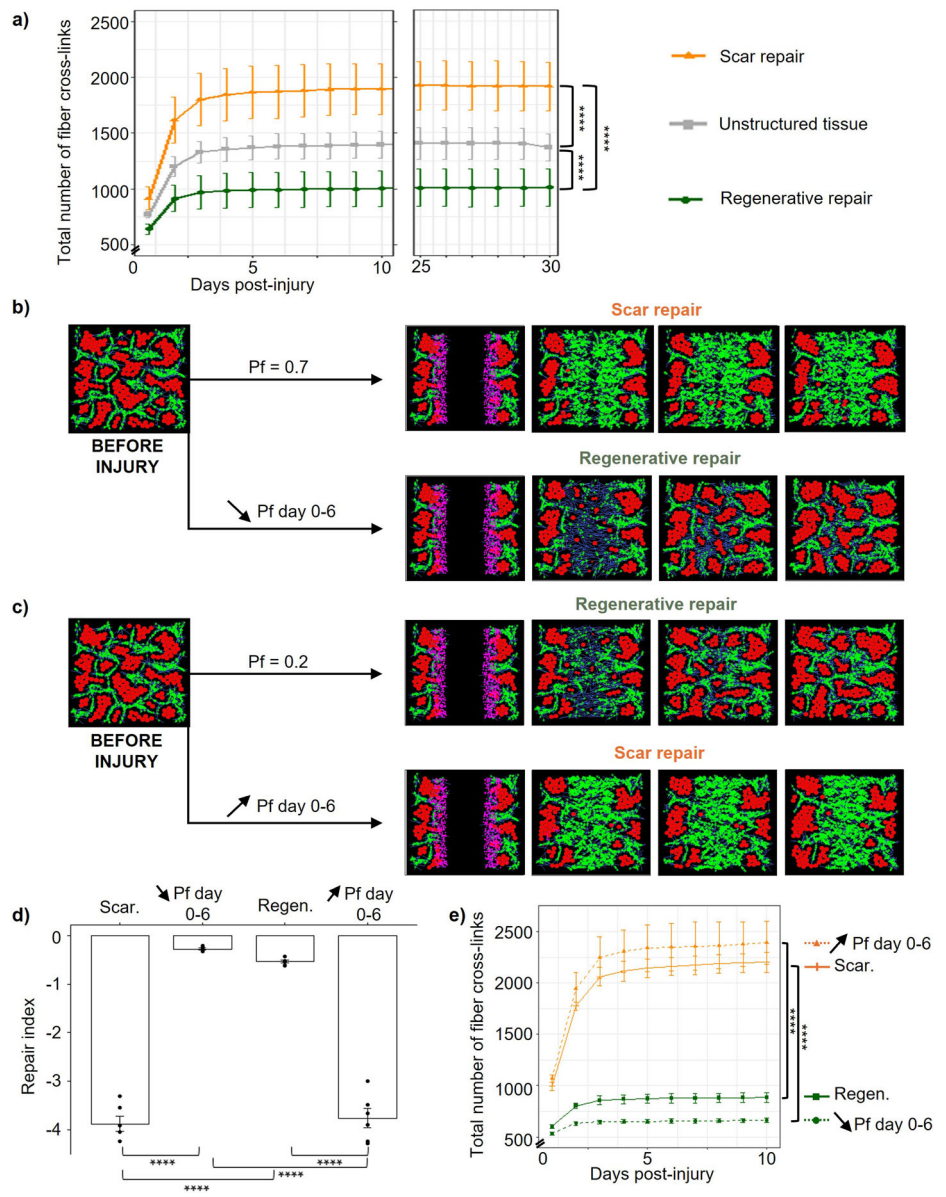 a)
Total number of fiber cross-links
2500
2000
1500
1000
500
0
5
10
25
30
Days post-injury
****
****
****
Scar repair
Unstructured tissue
Regenerative repair
b)
Scar repair
Pf = 0.7
BEFORE
INJURY
Regenerative repair
Pf day 0-6
c)
Regenerative repair
Pf = 0.2
BEFORE
INJURY
Scar repair
Pf day 0-6
d)
Scar.
Pf day
0-6
Regen.
Pf day
0-6
Repair index
0
-1
-2
-3
-4
****
****
****
****
e)
Total number of fiber cross-links
2500
2000
1500
1000
500
0
5
10
Days post-injury
Pf day 0-6
Scar.
Regen.
Pf day 0-6
****
****